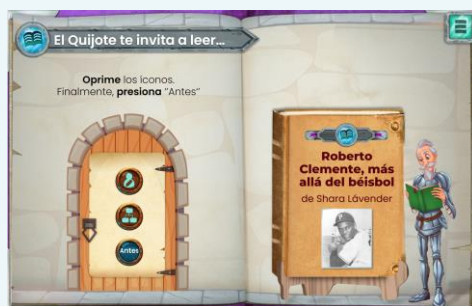 El Quijote te invita a leer...
Oprime los íconos.
Finalmente, presiona “Antes”
Antes
Roberto
Clemente, más
allá del béisbol
de Shara Lávender